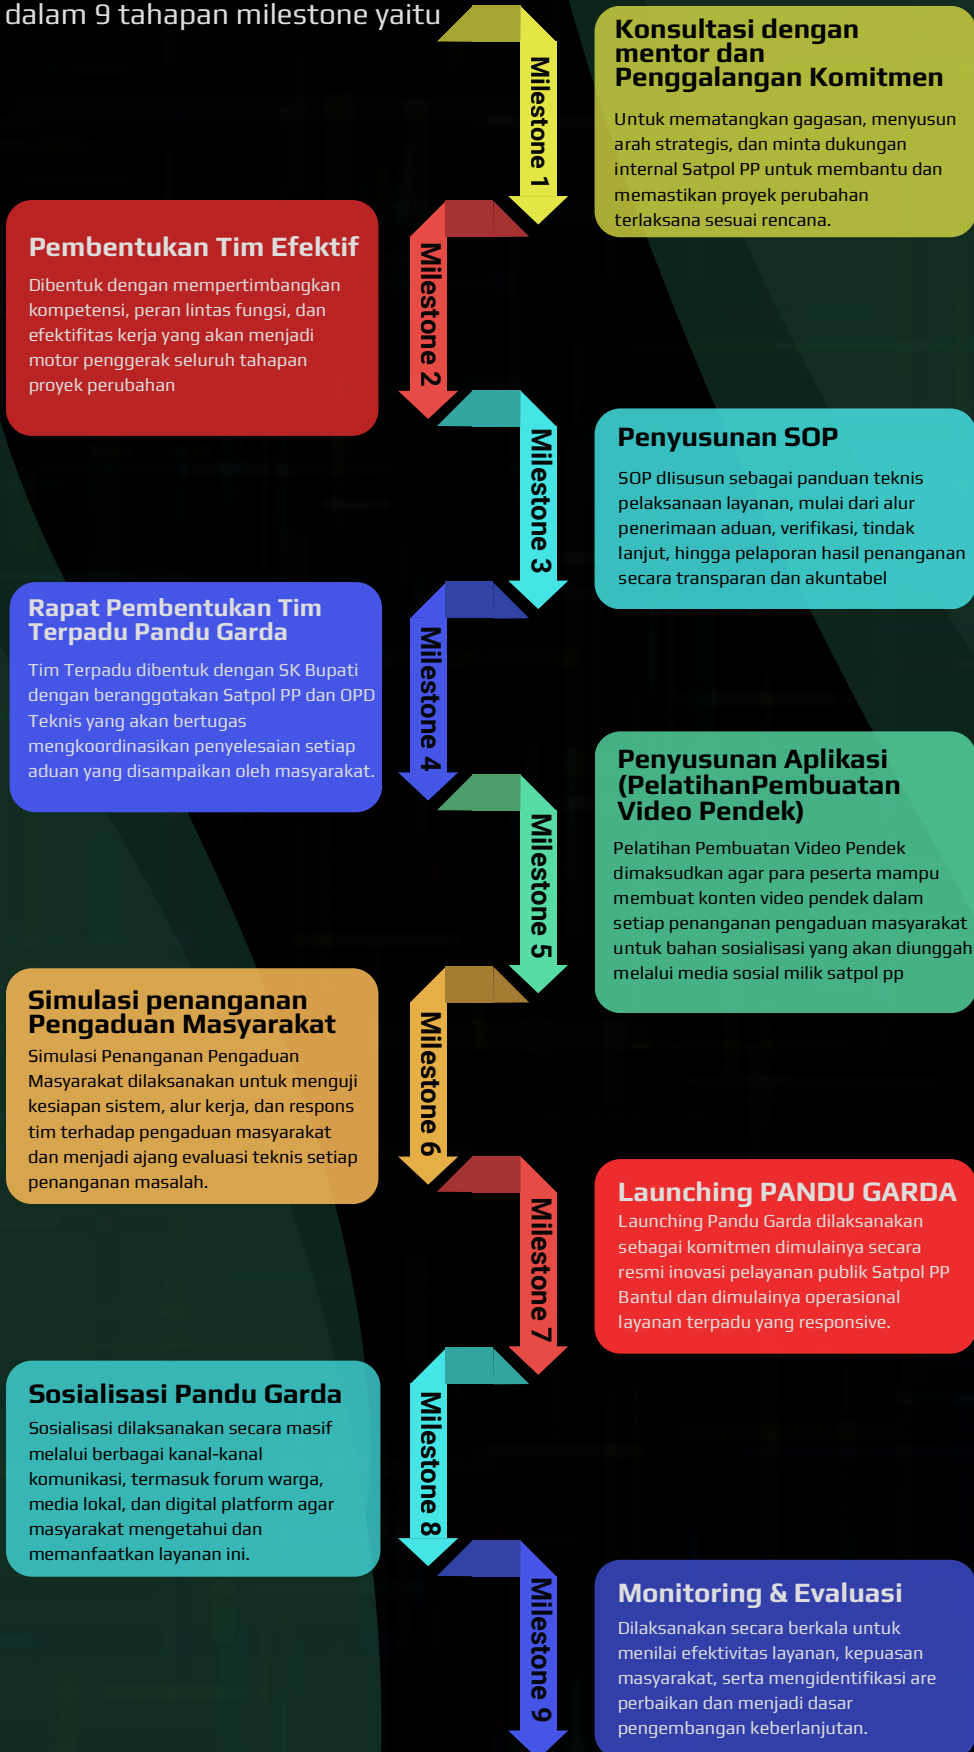 dalam 9 tahapan milestone yaitu
Milestone 1
Konsultasi dengan
mentor dan
Penggalangan Komitmen
Untuk mematangkan gagasan, menyusun
arah strategis, dan minta dukungan
internal Satpol PP untuk membantu dan
memastikan proyek perubahan
terlaksana sesuai rencana.
Milestone 2
Pembentukan Tim Efektif
Dibentuk dengan mempertimbangkan
kompetensi, peran lintas fungsi, dan
efektifitas kerja yang akan menjadi
motor penggerak seluruh tahapan
proyek perubahan
Milestone 3
Penyusunan SOP
SOP dIisusun sebagai panduan teknis
pelaksanaan layanan, mulai dari alur
penerimaan aduan, verifikasi, tindak
lanjut, hingga pelaporan hasil penanganan
secara transparan dan akuntabel
Milestone 4
Rapat Pembentukan Tim
Terpadu Pandu Garda
Tim Terpadu dibentuk dengan SK Bupati
dengan beranggotakan Satpol PP dan OPD
Teknis yang akan bertugas
mengkoordinasikan penyelesaian setiap
aduan yang disampaikan oleh masyarakat.
Milestone 5
Penyusunan Aplikasi
(PelatihanPembuatan
Video Pendek)
Pelatihan Pembuatan Video Pendek
dimaksudkan agar para peserta mampu
membuat konten video pendek dalam
setiap penanganan pengaduan masyarakat
untuk bahan sosialisasi yang akan diunggah
melalui media sosial milik satpol pp
Milestone 6
Simulasi penanganan
Pengaduan Masyarakat
Simulasi Penanganan Pengaduan
Masyarakat dilaksanakan untuk menguji
kesiapan sistem, alur kerja, dan respons
tim terhadap pengaduan masyarakat
dan menjadi ajang evaluasi teknis setiap
penanganan masalah.
Milestone 7
Launching PANDU GARDA
Launching Pandu Garda dilaksanakan
sebagai komitmen dimulainya secara
resmi inovasi pelayanan publik Satpol PP
Bantul dan dimulainya operasional
layanan terpadu yang responsive.
Milestone 8
Sosialisasi Pandu Garda
Sosialisasi dilaksanakan secara masif
melalui berbagai kanal-kanal
komunikasi, termasuk forum warga,
media lokal, dan digital platform agar
masyarakat mengetahui dan
memanfaatkan layanan ini.
Milestone 9
Monitoring & Evaluasi
Dilaksanakan secara berkala untuk
menilai efektivitas layanan, kepuasan
masyarakat, serta mengidentifikasi are
perbaikan dan menjadi dasar
pengembangan keberlanjutan.